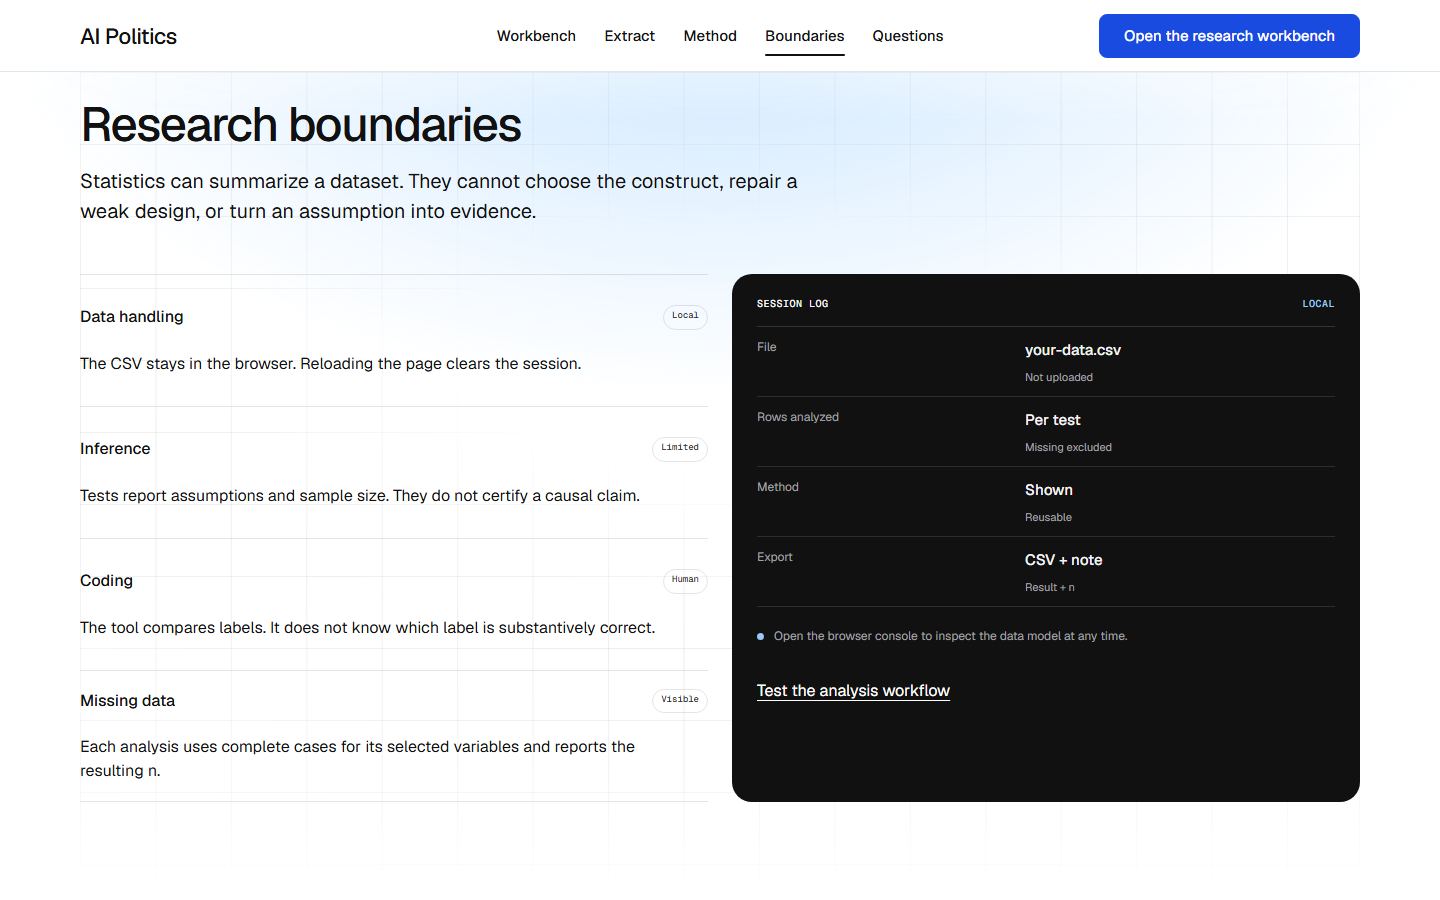 AI Politics
Workbench
Extract
Method
Boundaries
Questions
Open the research workbench
Research boundaries
Statistics can summarize a dataset. They cannot choose the construct, repair a
weak design, or turn an assumption into evidence.
Data handling
Local
The CSV stays in the browser. Reloading the page clears the session.
Inference
Limited
Tests report assumptions and sample size. They do not certify a causal claim.
Coding
Human
The tool compares labels. It does not know which label is substantively correct.
Missing data
Visible
Each analysis uses complete cases for its selected variables and reports the
resulting n.
SESSION LOG
LOCAL
File
your-data.csv
Not uploaded
Rows analyzed
Per test
Missing excluded
Method
Shown
Reusable
Export
CSV + note
Result + n
Open the browser console to inspect the data model at any time.
Test the analysis workflow